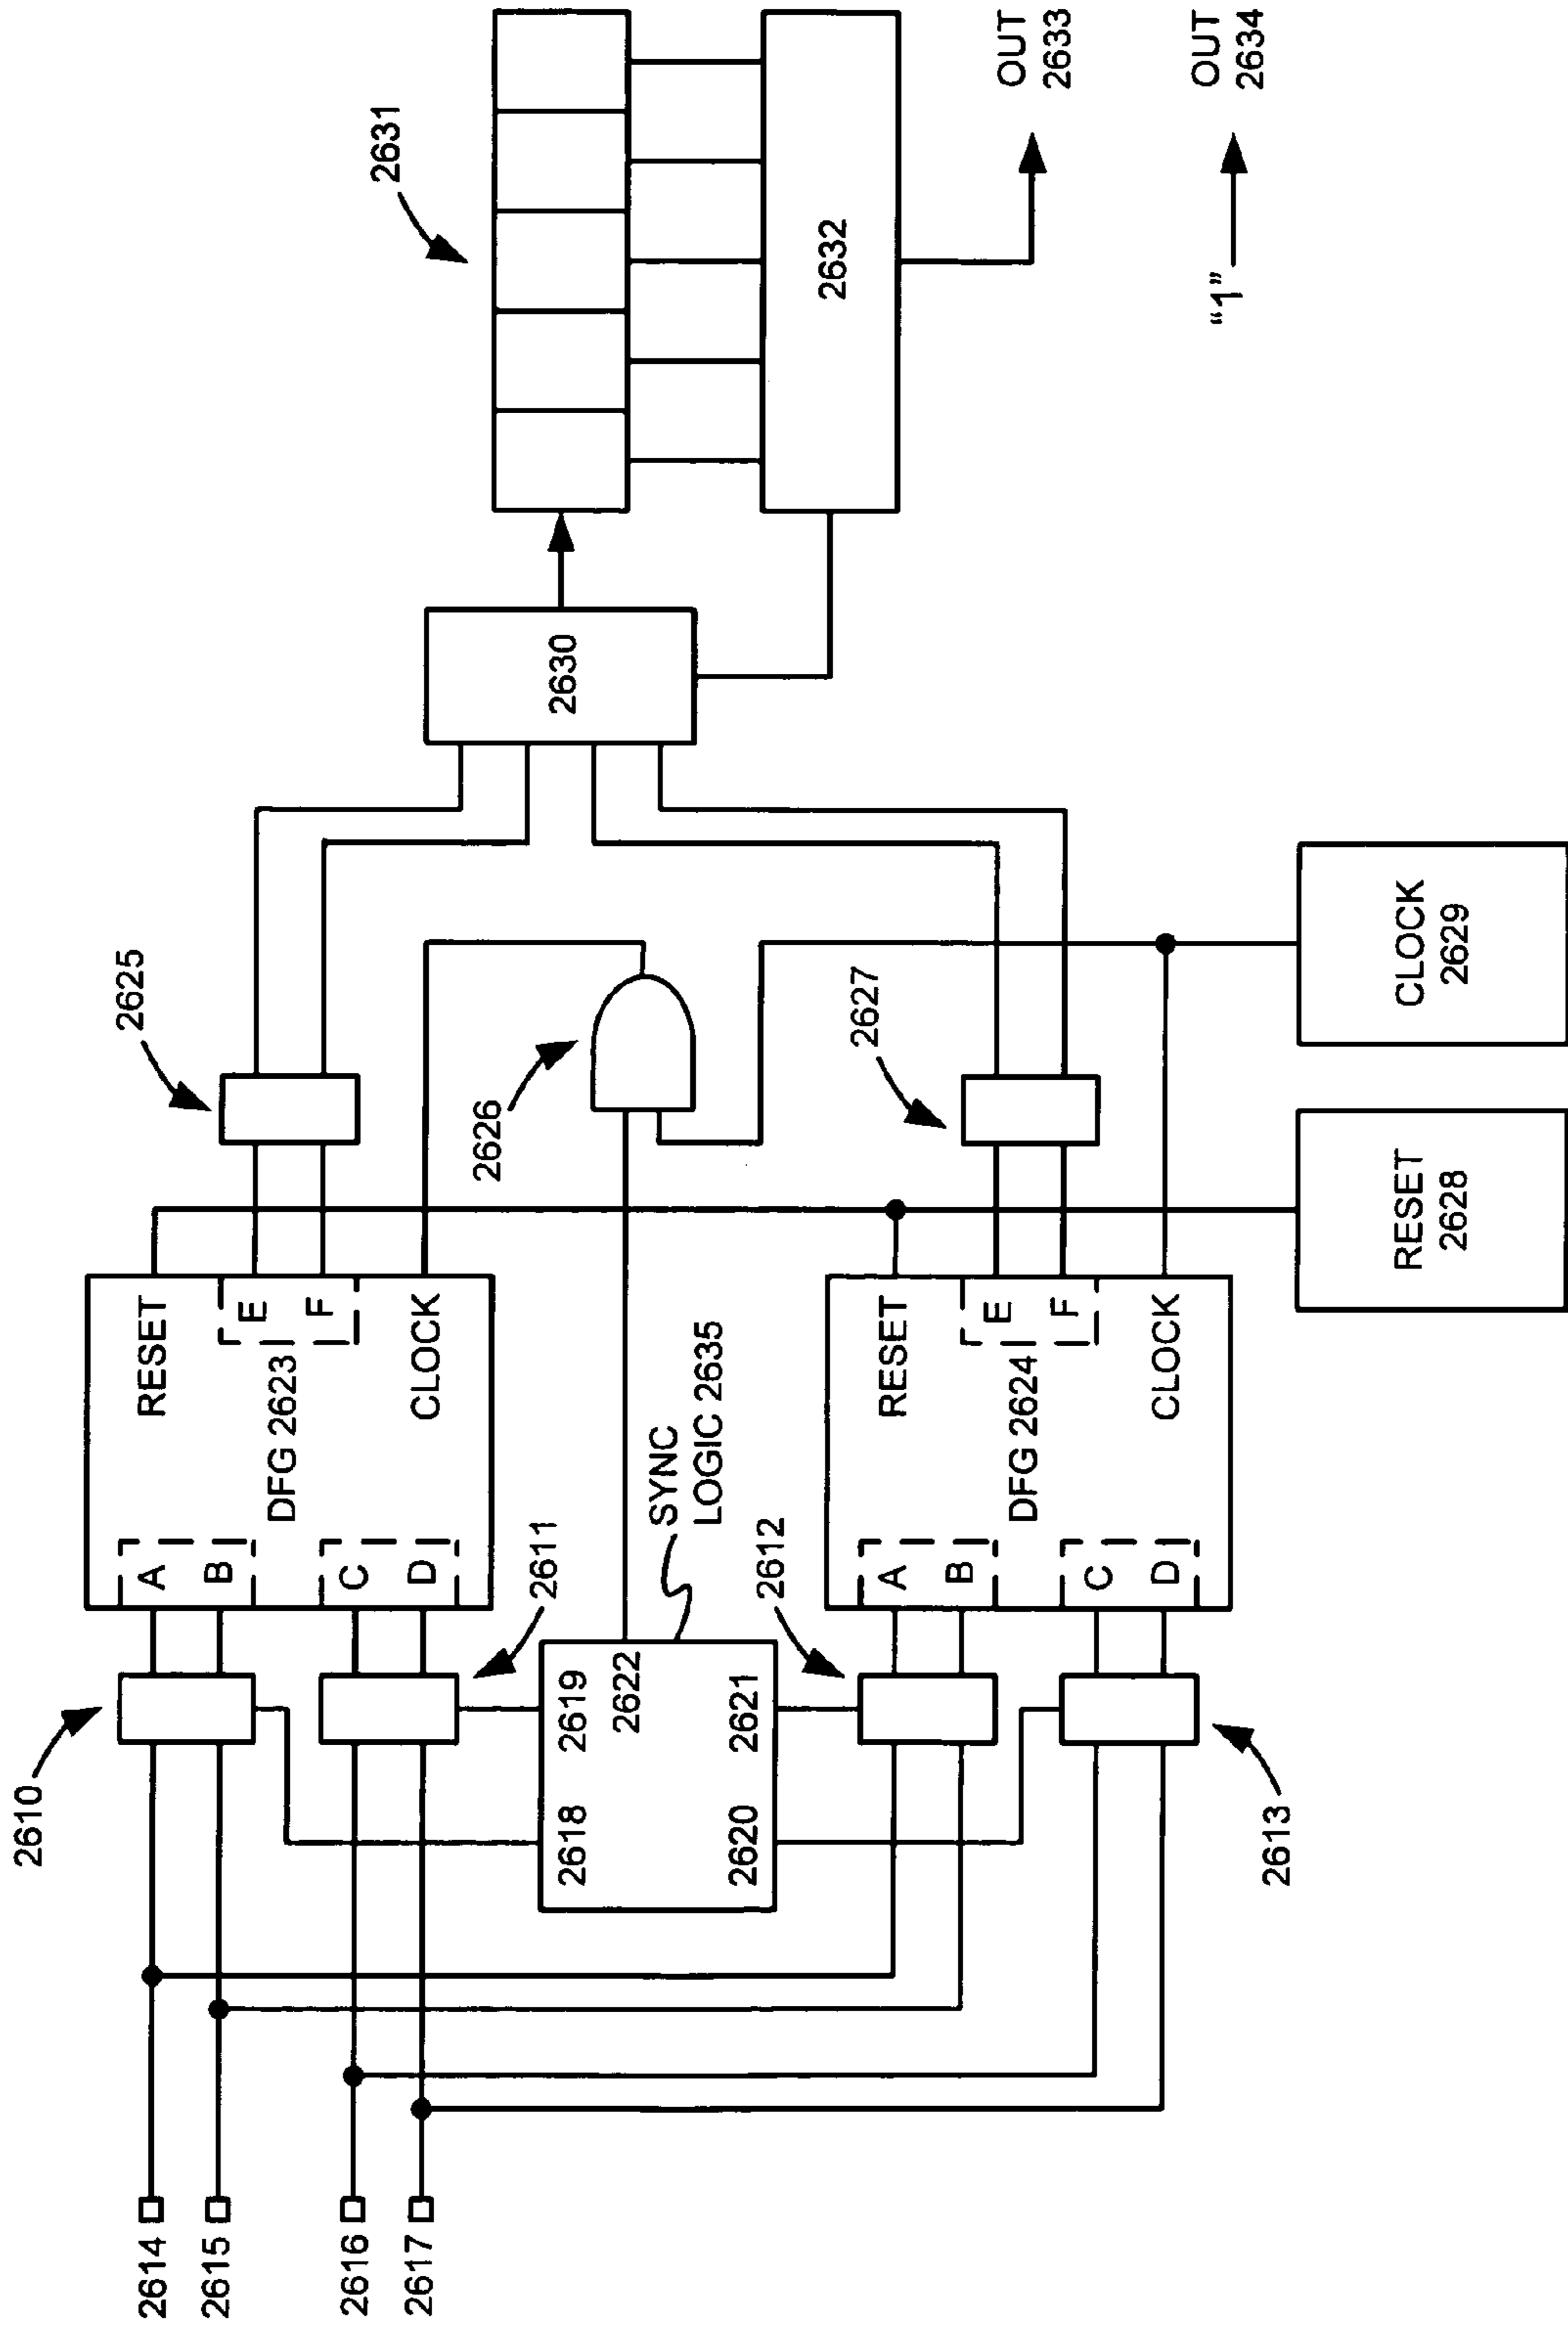 2614
2615
2616
2617
2610
A
B
C
D
RESET
DFG 2623
E
F
CLOCK
2611
2618
2619
2622
2620
2621
SYNC
LOGIC 2635
2612
2613
A
B
C
D
RESET
DFG 2624
E
F
CLOCK
2625
2626
2627
RESET
2628
CLOCK
2629
2630
2631
2632
OUT
2633
“1”
OUT
2634